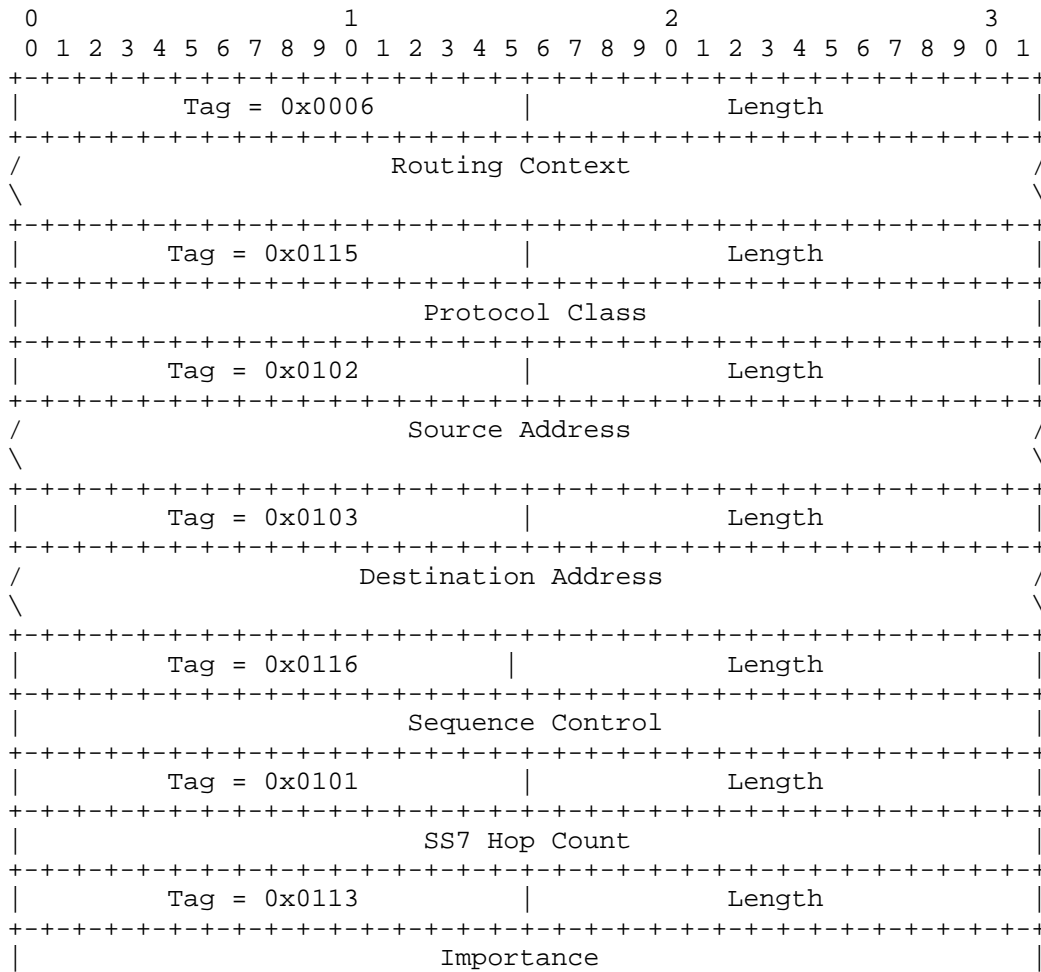 0                   1                   2                   3
 0 1 2 3 4 5 6 7 8 9 0 1 2 3 4 5 6 7 8 9 0 1 2 3 4 5 6 7 8 9 0 1
+-+-+-+-+-+-+-+-+-+-+-+-+-+-+-+-+-+-+-+-+-+-+-+-+-+-+-+-+-+-+-+-+
|          Tag = 0x0006         |            Length             |
+-+-+-+-+-+-+-+-+-+-+-+-+-+-+-+-+-+-+-+-+-+-+-+-+-+-+-+-+-+-+-+-+
/                       Routing Context                         /
\                                                               \
+-+-+-+-+-+-+-+-+-+-+-+-+-+-+-+-+-+-+-+-+-+-+-+-+-+-+-+-+-+-+-+-+
|         Tag = 0x0115          |            Length             |
+-+-+-+-+-+-+-+-+-+-+-+-+-+-+-+-+-+-+-+-+-+-+-+-+-+-+-+-+-+-+-+-+
|                         Protocol Class                        |
+-+-+-+-+-+-+-+-+-+-+-+-+-+-+-+-+-+-+-+-+-+-+-+-+-+-+-+-+-+-+-+-+
|         Tag = 0x0102          |            Length             |
+-+-+-+-+-+-+-+-+-+-+-+-+-+-+-+-+-+-+-+-+-+-+-+-+-+-+-+-+-+-+-+-+
/                        Source Address                         /
\                                                               \
+-+-+-+-+-+-+-+-+-+-+-+-+-+-+-+-+-+-+-+-+-+-+-+-+-+-+-+-+-+-+-+-+
|         Tag = 0x0103          |            Length             |
+-+-+-+-+-+-+-+-+-+-+-+-+-+-+-+-+-+-+-+-+-+-+-+-+-+-+-+-+-+-+-+-+
/                     Destination Address                       /
\                                                               \
+-+-+-+-+-+-+-+-+-+-+-+-+-+-+-+-+-+-+-+-+-+-+-+-+-+-+-+-+-+-+-+-+
|         Tag = 0x0116         |             Length             |
+-+-+-+-+-+-+-+-+-+-+-+-+-+-+-+-+-+-+-+-+-+-+-+-+-+-+-+-+-+-+-+-+
|                        Sequence Control                       |
+-+-+-+-+-+-+-+-+-+-+-+-+-+-+-+-+-+-+-+-+-+-+-+-+-+-+-+-+-+-+-+-+
|         Tag = 0x0101          |            Length             |
+-+-+-+-+-+-+-+-+-+-+-+-+-+-+-+-+-+-+-+-+-+-+-+-+-+-+-+-+-+-+-+-+
|                         SS7 Hop Count                         |
+-+-+-+-+-+-+-+-+-+-+-+-+-+-+-+-+-+-+-+-+-+-+-+-+-+-+-+-+-+-+-+-+
|         Tag = 0x0113          |            Length             |
+-+-+-+-+-+-+-+-+-+-+-+-+-+-+-+-+-+-+-+-+-+-+-+-+-+-+-+-+-+-+-+-+
|                          Importance                           |